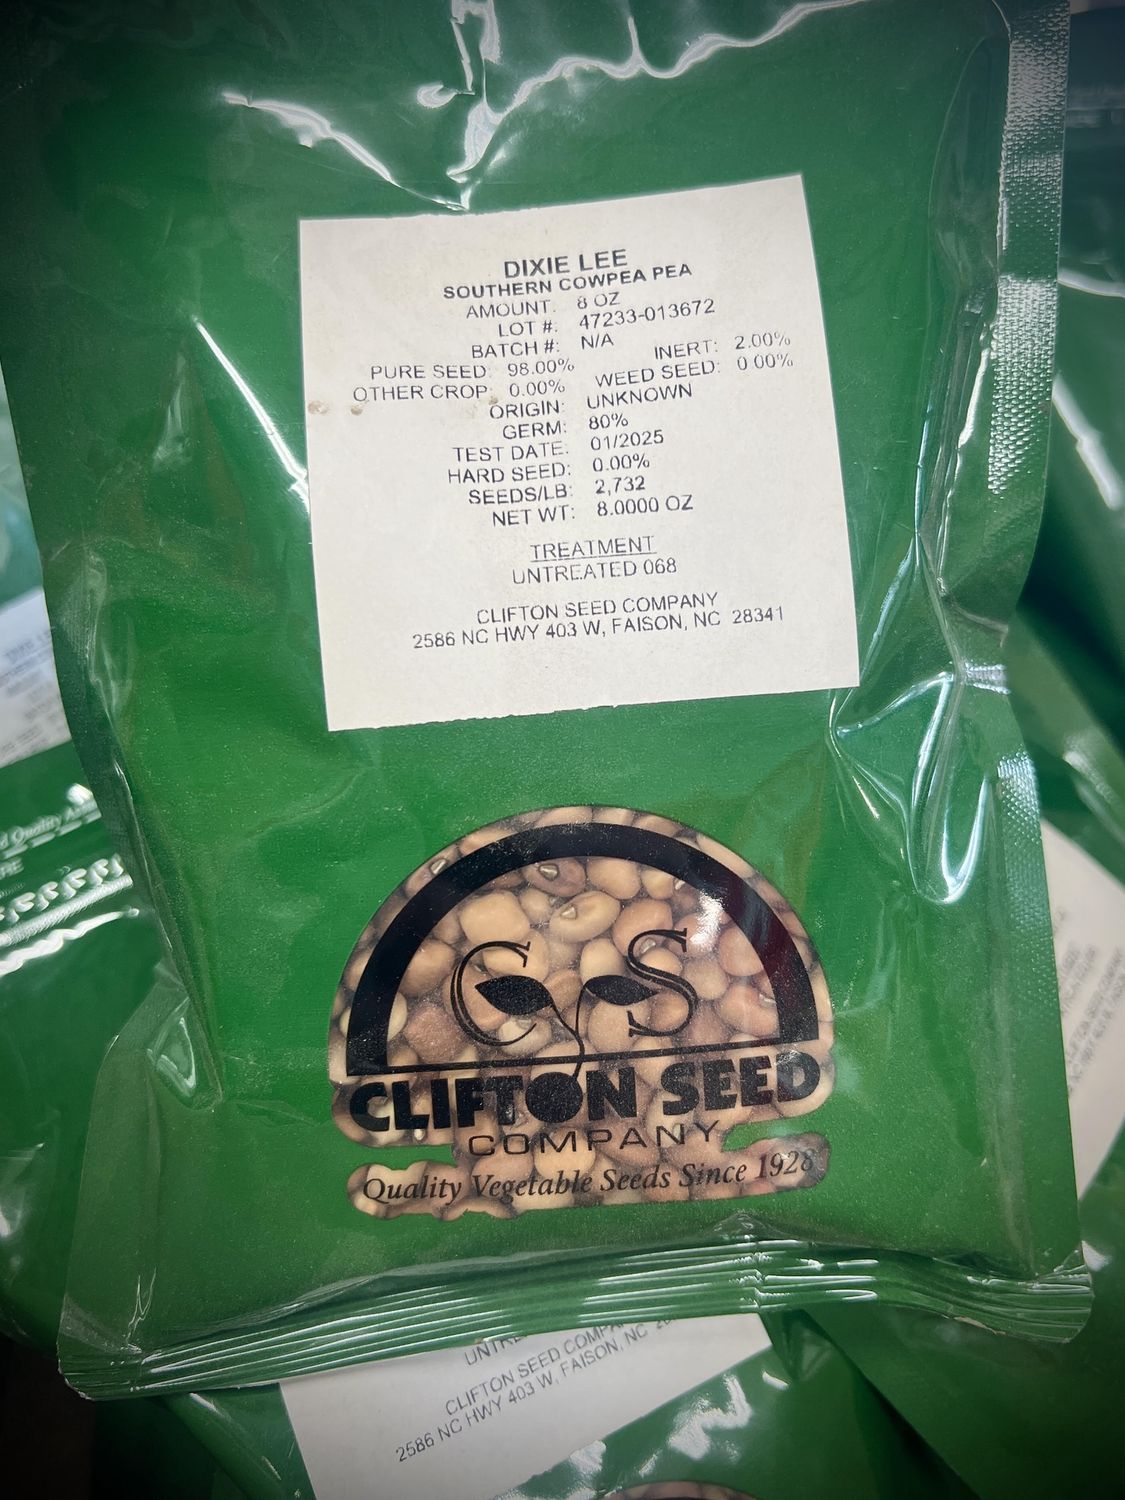 DIXIE LEE
SOUTHERN COWPEA PEA
AMOUNT: 8 OZ
LOT #: 47233-013672
BATCH #: N/A
PURE SEED: 98.00% INERT: 2.00%
OTHER CROP: 0.00% WEED SEED: 0.00%
ORIGIN: UNKNOWN
GERM: 80%
TEST DATE: 01/2025
HARD SEED: 0.00%
SEEDS/LB: 2,732
NET WT: 8.0000 OZ
TREATMENT
UNTREATED 068
CLIFTON SEED COMPANY
2586 NC HWY 403 W, FAISON, NC 28341
C S
CLIFTON SEED
COMPANY
Quality Vegetable Seeds Since 1928
Quality
CLIFTON SEED
2586 NC HWY 403 W, FAISON, NC